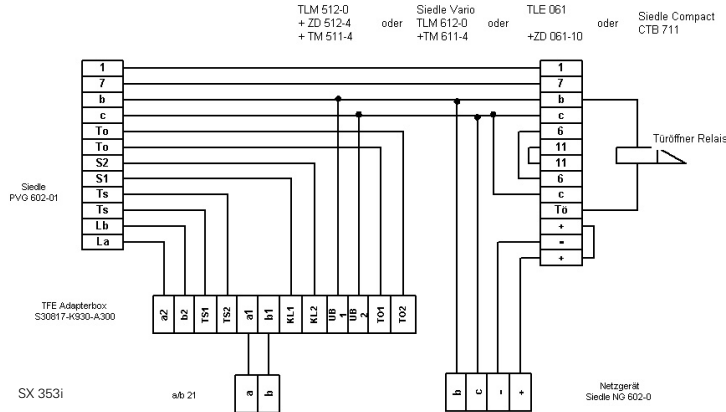 TLM 512-0
+ ZD 512-4
+ TM 511-4
oder
Siedle Vario
TLM 612-0
+TM 611-4
oder
TLE 061
+ZD 061-10
oder
Siedle Compact
CTB 711
Siedle
PVG 602-01
1
7
b
c
To
To
S2
S1
Ts
Ts
Lb
La
1
7
b
c
6
11
11
6
c
Tö
+
-
+
Türöffner Relais
TFE Adapterbox
S30817-K930-A300
a2
b2
TS1
TS2
a1
b1
KL1
KL2
UB 1
UB 2
TO1
TO2
SX 353i
a/b 21
a
b
b
c
-
+
Netzgerät
Siedle NG 602-0